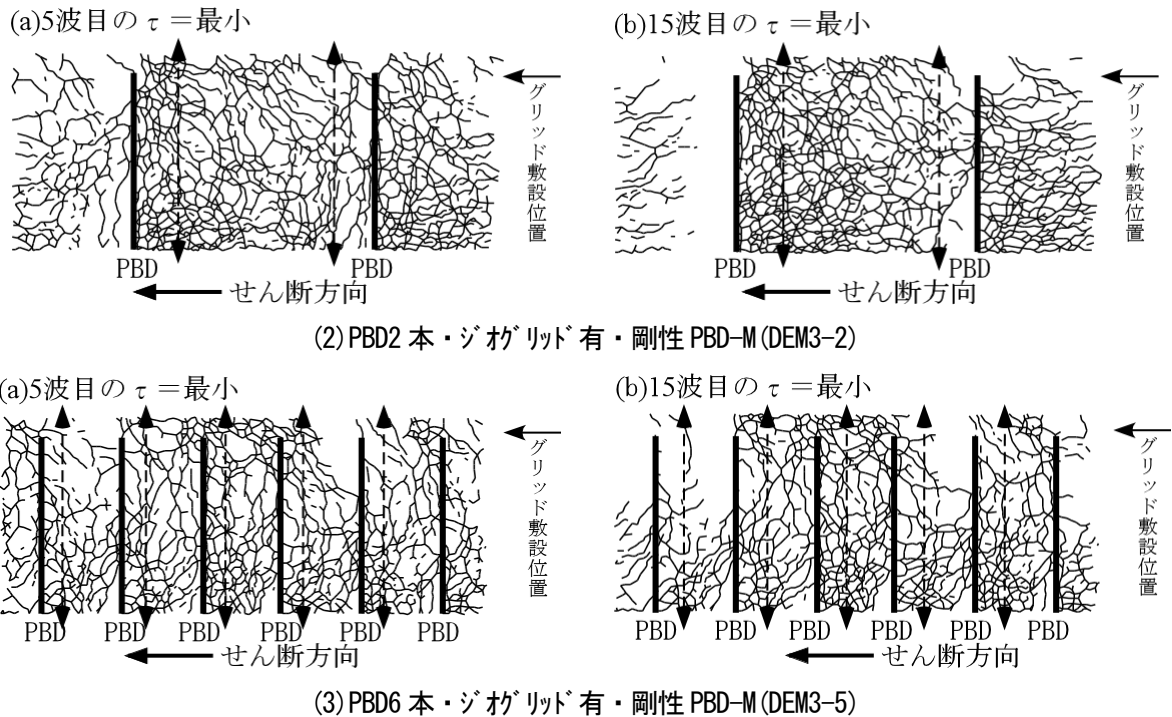 (a)5波目のτ＝最小
(b)15波目のτ＝最小
グリッド敷設位置
グリッド敷設位置
PBD
PBD
PBD
PBD
せん断方向
せん断方向
(2)PBD2本・ｼﾞｵｸﾞﾘｯﾄﾞ有・剛性PBD-M(DEM3-2)
(a)5波目のτ＝最小
(b)15波目のτ＝最小
グリッド敷設位置
グリッド敷設位置
PBD PBD PBD PBD PBD PBD
PBD PBD PBD PBD PBD PBD
せん断方向
せん断方向
(3)PBD6本・ｼﾞｵｸﾞﾘｯﾄﾞ有・剛性PBD-M(DEM3-5)